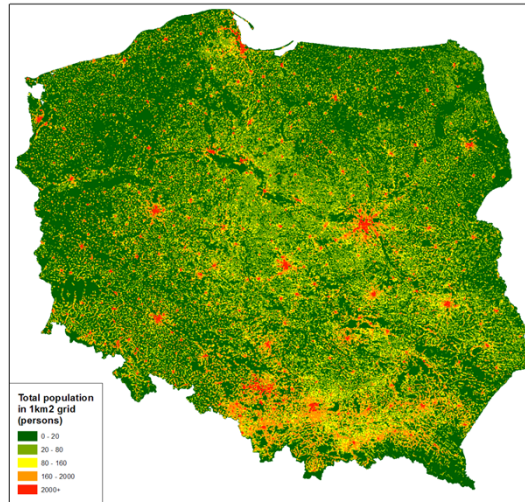 Total population
in 1km2 grid
(persons)
0 - 20
20 - 80
80 - 160
160 - 2000
2000+